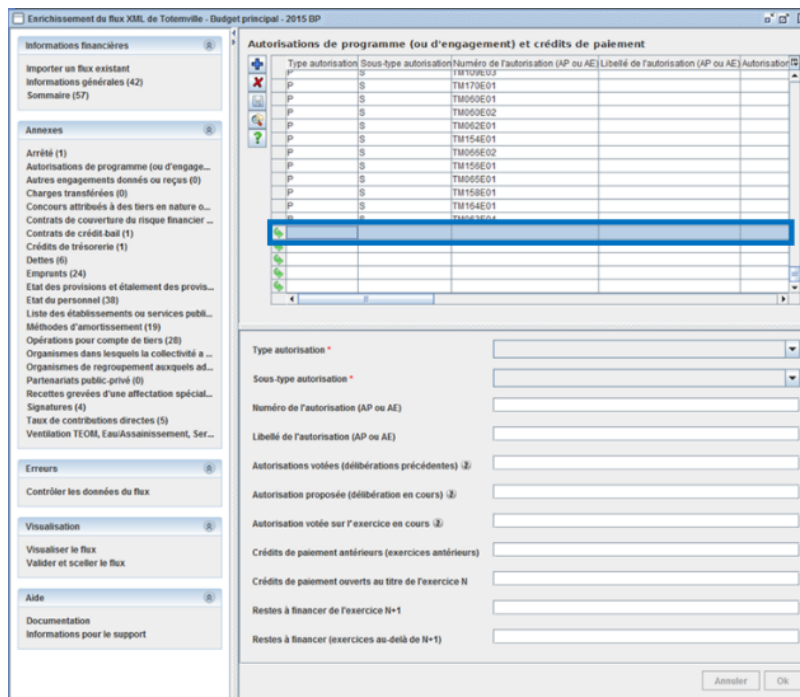 Enrichissement du flux XML de Totemville - Budget principal - 2015 BP
Informations financières
Importer un flux existant
Informations générales (42)
Sommaire (57)
Annexes
Arrêté (1)
Autorisations de programme (ou d'engage...
Autres engagements donnés ou reçus (0)
Charges transférées (0)
Concours attribués à des tiers en nature o...
Contrats de couverture du risque financier ...
Contrats de crédit-bail (1)
Crédits de trésorerie (1)
Dettes (6)
Emprunts (24)
Etat des provisions et étalement des provis...
Etat du personnel (38)
Liste des établissements ou services publi...
Méthodes d'amortissement (19)
Opérations pour compte de tiers (28)
Organismes dans lesquels la collectivité a ...
Organismes de regroupement auxquels ad...
Partenariats public-privé (0)
Recettes grevées d'une affectation spécial...
Signatures (4)
Taux de contributions directes (5)
Ventilation TEOM, Eau/Assainissement, Ser...
Erreurs
Contrôler les données du flux
Visualisation
Visualiser le flux
Valider et sceller le flux
Aide
Documentation
Informations pour le support
Autorisations de programme (ou d'engagement) et crédits de paiement
Type autorisation Sous-type autorisation Numéro de l'autorisation (AP ou AE) Libellé de l'autorisation (AP ou AE) Autorisation
P S TM109E03
P S TM170E01
P S TM060E01
P S TM060E02
P S TM062E01
P S TM154E01
P S TM066E02
P S TM156E01
P S TM065E01
P S TM158E01
P S TM164E01
P S TM063E04
Type autorisation *
Sous-type autorisation *
Numéro de l'autorisation (AP ou AE)
Libellé de l'autorisation (AP ou AE)
Autorisations votées (délibérations précédentes) ?
Autorisation proposée (délibération en cours) ?
Autorisation votée sur l'exercice en cours ?
Crédits de paiement antérieurs (exercices antérieurs)
Crédits de paiement ouverts au titre de l'exercice N
Restes à financer de l'exercice N+1
Restes à financer (exercices au-delà de N+1)
Annuler Ok